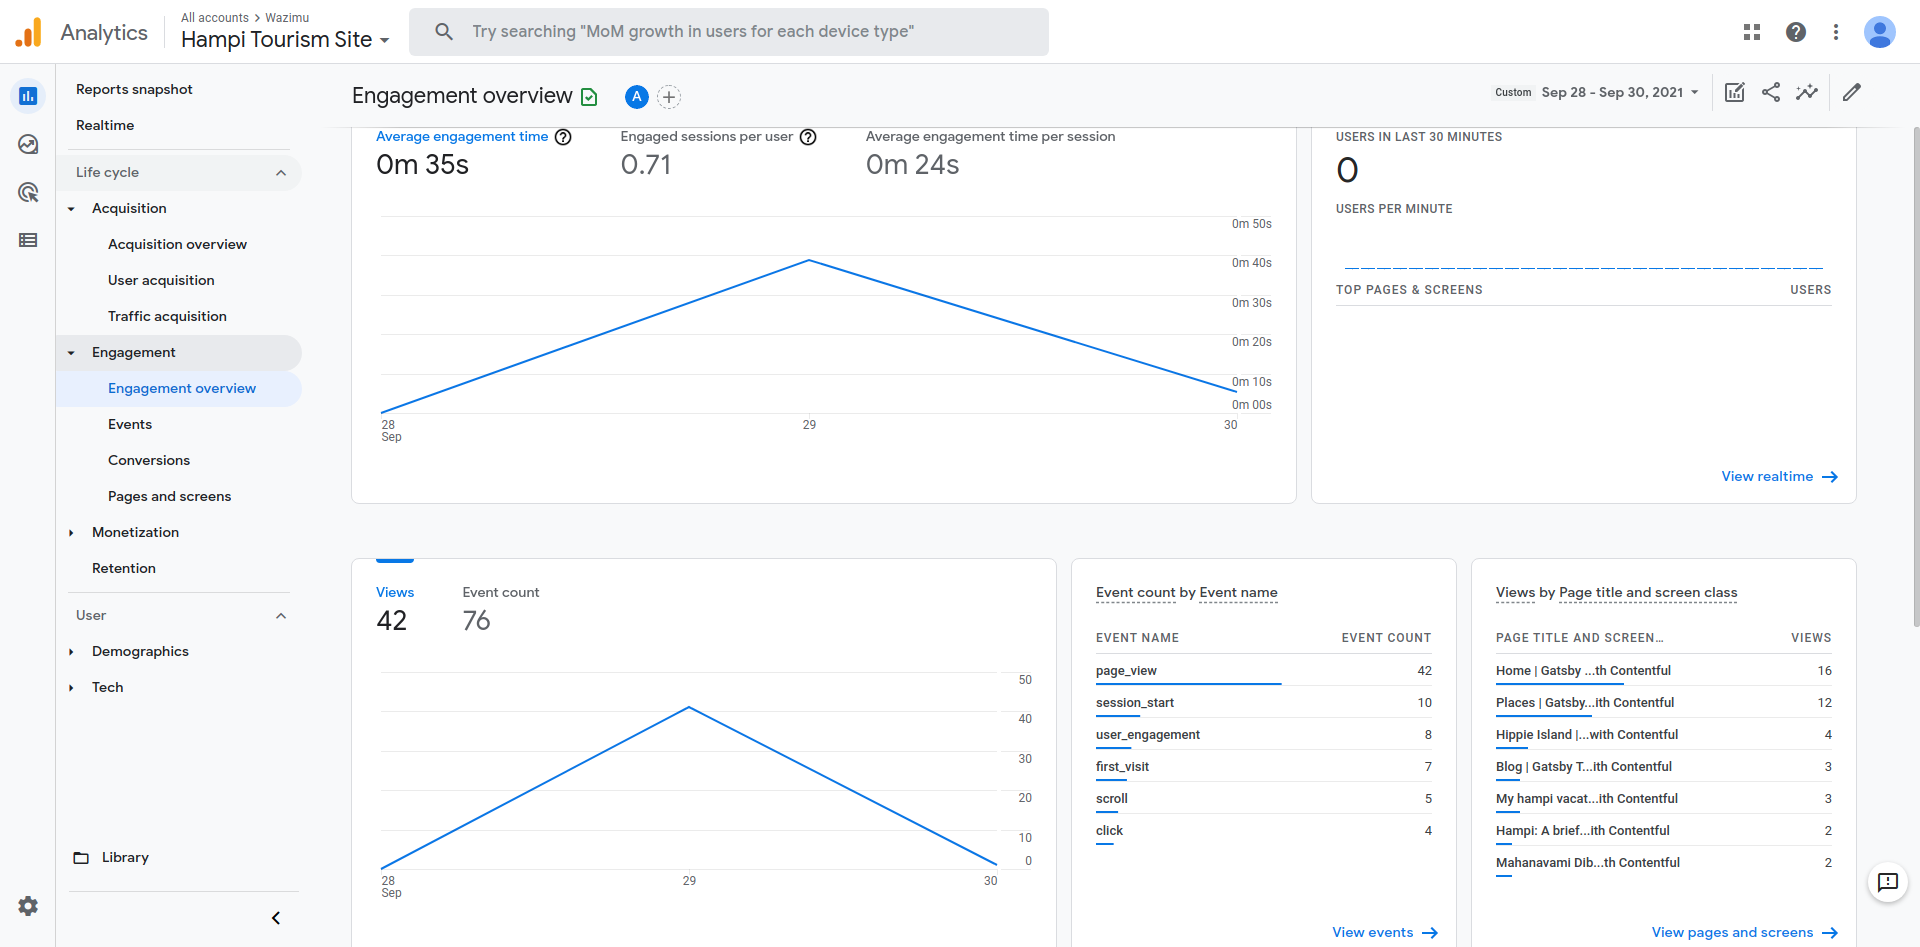 Analytics
All accounts > Wazimu
Hampi Tourism Site
Try searching "MoM growth in users for each device type"
Reports snapshot
Realtime
Life cycle
Acquisition
Acquisition overview
User acquisition
Traffic acquisition
Engagement
Engagement overview
Events
Conversions
Pages and screens
Monetization
Retention
User
Demographics
Tech
Library
Engagement overview
A
Custom Sep 28 - Sep 30, 2021
Average engagement time
0m 35s
Engaged sessions per user
0.71
Average engagement time per session
0m 24s
0m 50s
0m 40s
0m 30s
0m 20s
0m 10s
0m 00s
28 29 30
Sep
USERS IN LAST 30 MINUTES
0
USERS PER MINUTE
TOP PAGES & SCREENS USERS
View realtime
Views
42
Event count
76
50
40
30
20
10
0
28 29 30
Sep
Event count by Event name
EVENT NAME EVENT COUNT
page_view 42
session_start 10
user_engagement 8
first_visit 7
scroll 5
click 4
View events
Views by Page title and screen class
PAGE TITLE AND SCREEN… VIEWS
Home | Gatsby ...th Contentful 16
Places | Gatsby...ith Contentful 12
Hippie Island |...with Contentful 4
Blog | Gatsby T...ith Contentful 3
My hampi vacat...ith Contentful 3
Hampi: A brief...ith Contentful 2
Mahanavami Dib...th Contentful 2
View pages and screens